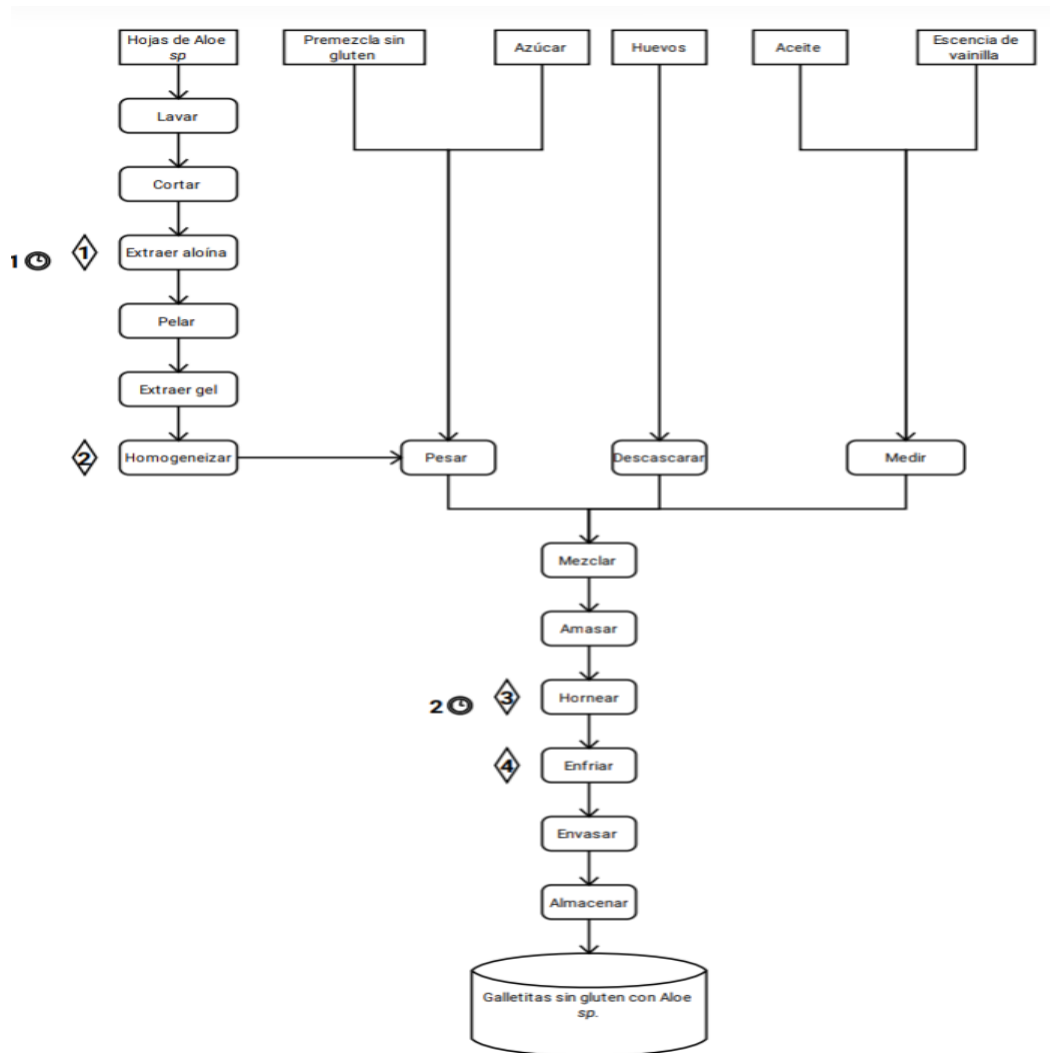 Hojas de Aloe
sp
Premezcla sin
gluten
Azúcar
Huevos
Aceite
Escencia de
vainilla
Lavar
Cortar
1
1
Extraer aloína
Pelar
Extraer gel
2
Homogeneizar
Pesar
Descascarar
Medir
Mezclar
Amasar
2
3
Hornear
4
Enfriar
Envasar
Almacenar
Galletitas sin gluten con Aloe
sp.